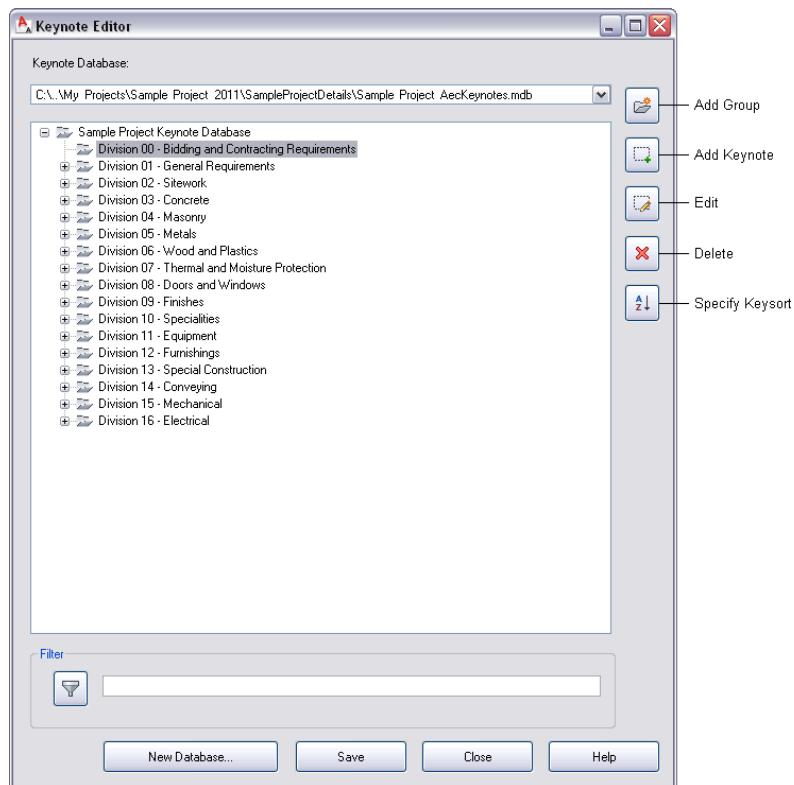 Keynote Editor
Keynote Database:
C:\..\My Projects\Sample Project 2011\SampleProjectDetails\Sample Project AecKeynotes.mdb
Add Group
Sample Project Keynote Database
Division 00 - Bidding and Contracting Requirements
Add Keynote
Division 01 - General Requirements
Division 02 - Sitework
Division 03 - Concrete
Edit
Division 04 - Masonry
Division 05 - Metals
Division 06 - Wood and Plastics
Delete
Division 07 - Thermal and Moisture Protection
Division 08 - Doors and Windows
Division 09 - Finishes
Specify Keysort
Division 10 - Specialities
Division 11 - Equipment
Division 12 - Furnishings
Division 13 - Special Construction
Division 14 - Conveying
Division 15 - Mechanical
Division 16 - Electrical
Filter
New Database... Save Close Help